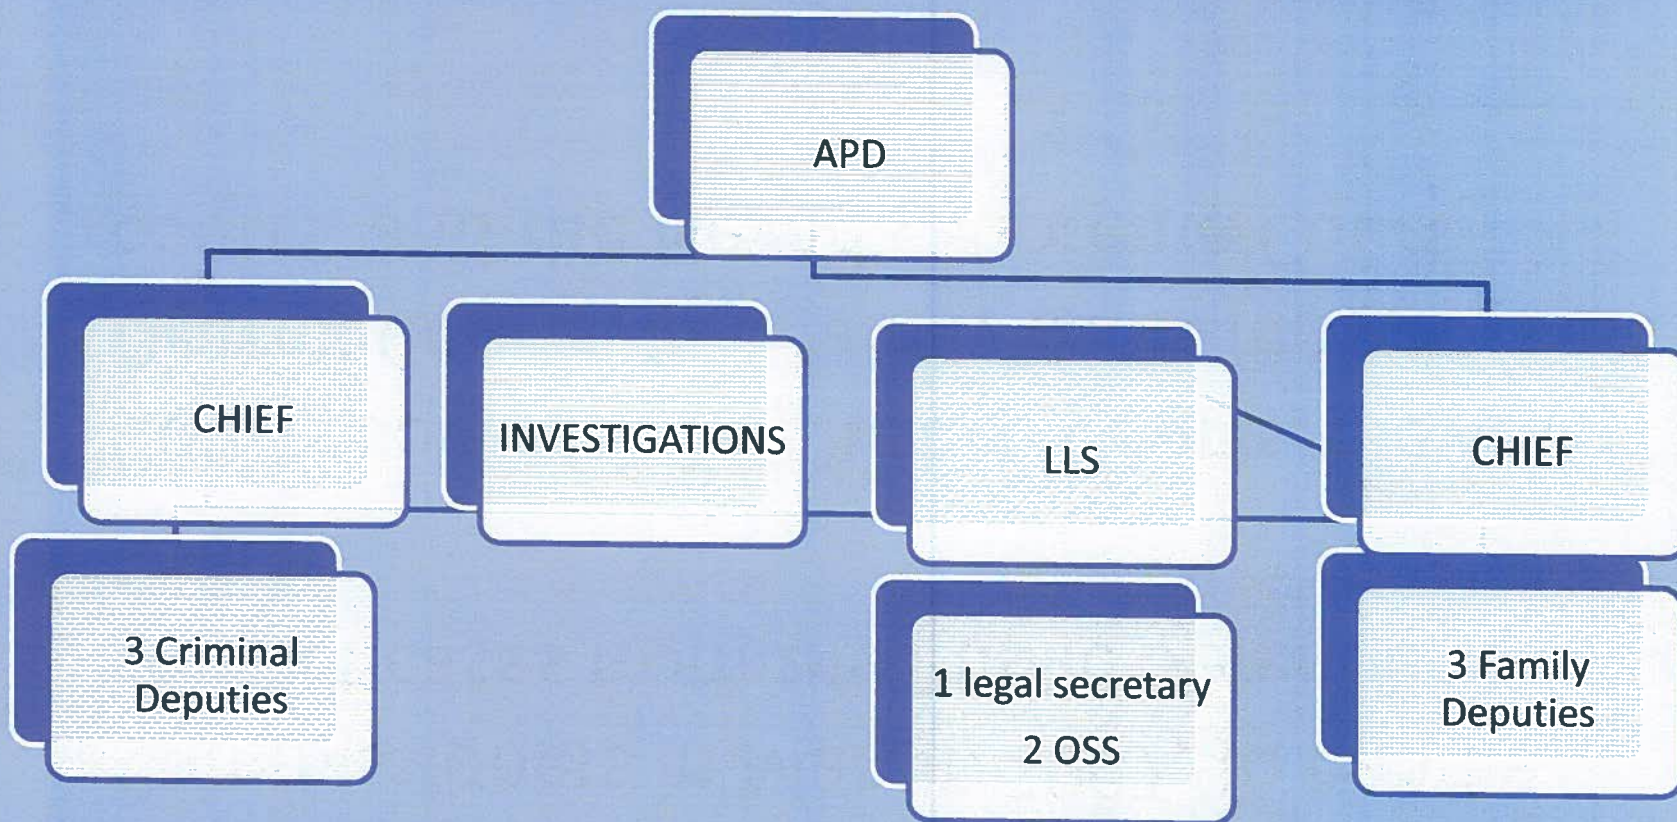 APD
CHIEF
INVESTIGATIONS
LLS
CHIEF
3 Criminal
Deputies
1 legal secretary
2 OSS
3 Family
Deputies